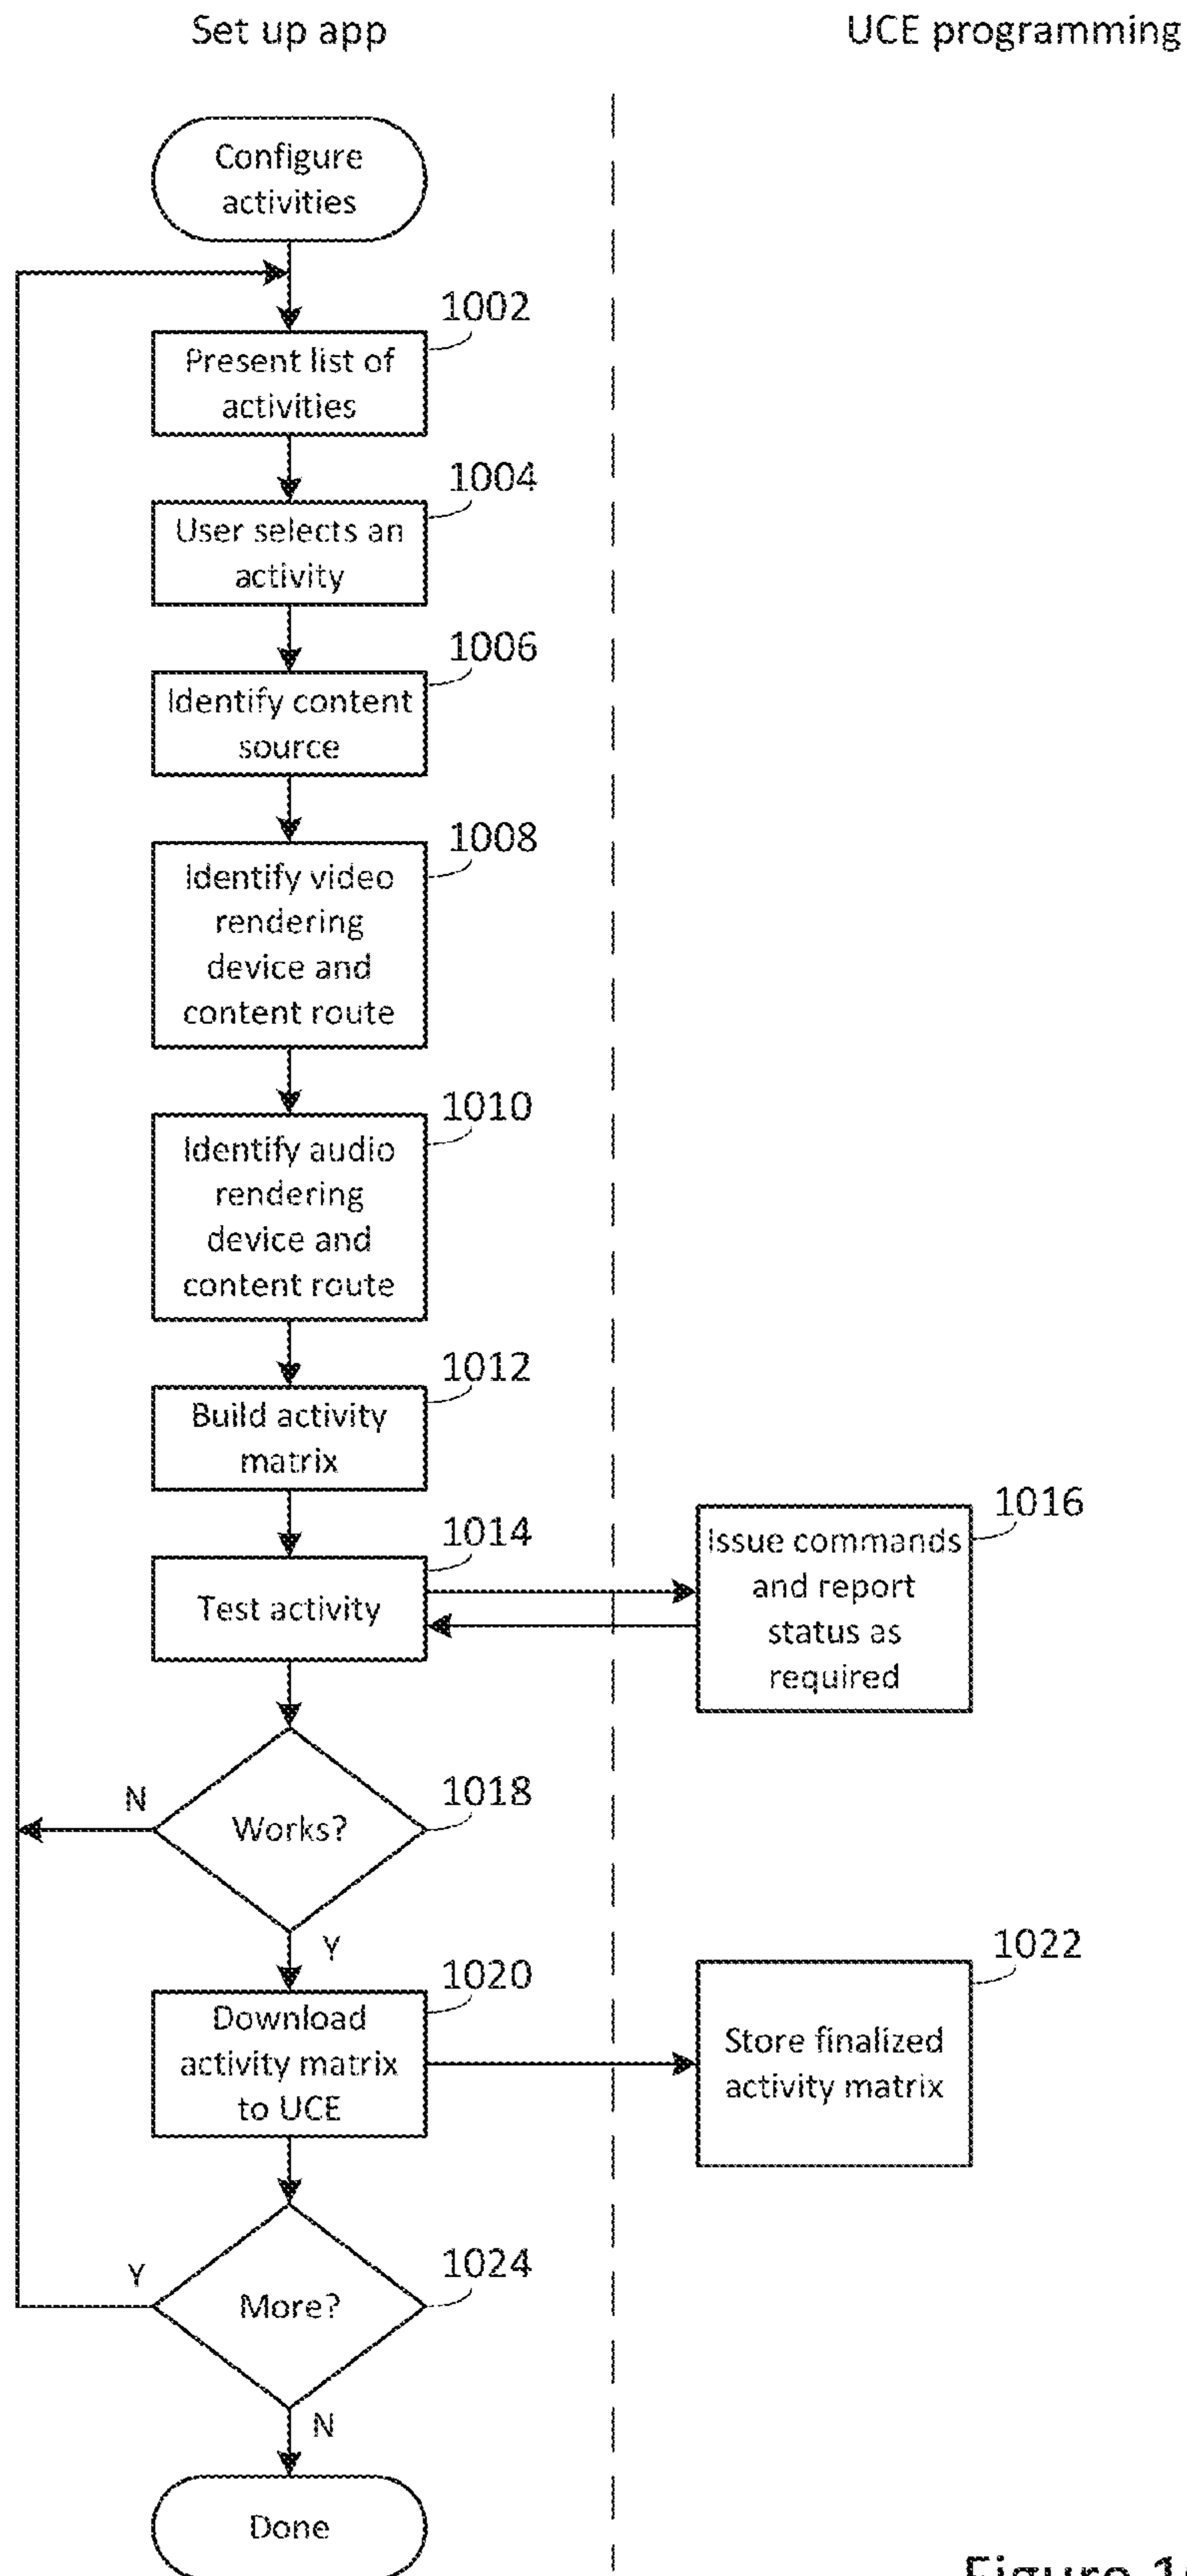 Set up app
UCE programming
Configure
activities
1002
Present list of
activities
1004
User selects an
activity
1006
Identify content
source
1008
Identify video
rendering
device and
content route
1010
Identify audio
rendering
device and
content route
1012
Build activity
matrix
1014
Test activity
1016
Issue commands
and report
status as
required
N
Works?
1018
Y
1020
Download
activity matrix
to UCE
1022
Store finalized
activity matrix
Y
More?
1024
N
Done
Figure